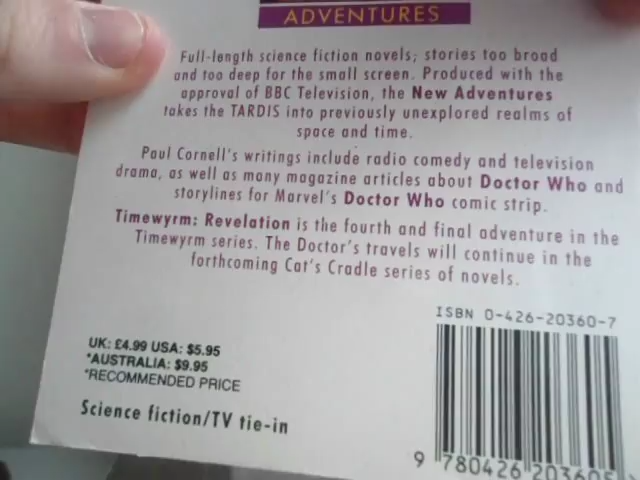 ADVENTURES
Full-length science fiction novels; stories too broad
and too deep for the small screen. Produced with the
approval of BBC Television, the New Adventures
takes the TARDIS into previously unexplored realms of
space and time.
Paul Cornell's writings include radio comedy and television
drama, as well as many magazine articles about Doctor Who and
storylines for Marvel's Doctor Who comic strip.
Timewyrm: Revelation is the fourth and final adventure in the
Timewyrm series. The Doctor's travels will continue in the
forthcoming Cat's Cradle series of novels.
ISBN 0-426-20360-7
UK: £4.99 USA: $5.95
*AUSTRALIA: $9.95
*RECOMMENDED PRICE
Science fiction/TV tie-in
9 780426 203605